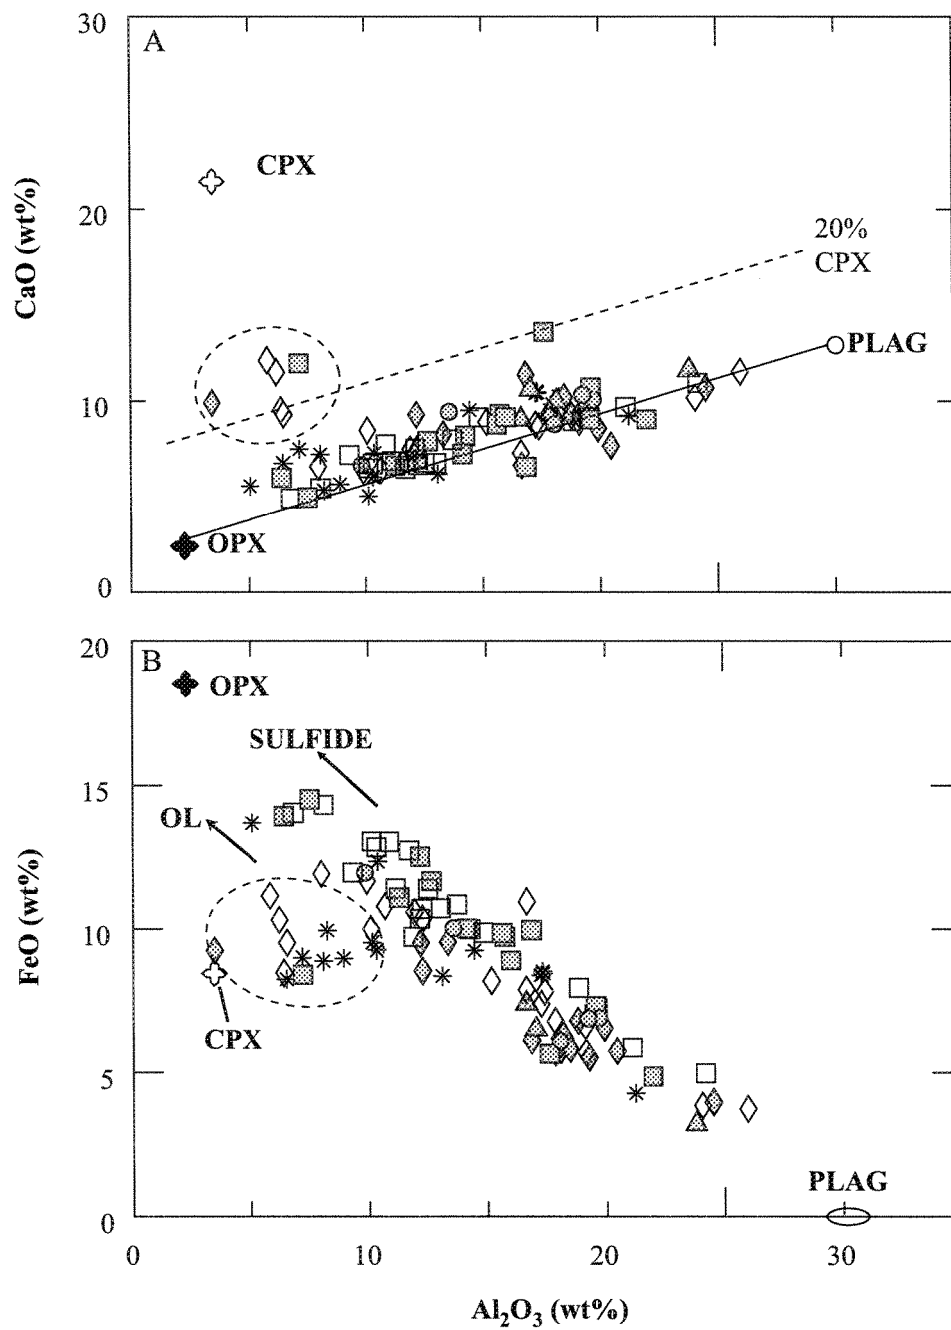 30
A
CPX
20
20%
CPX
CaO (wt%)
PLAG
10
OPX
0
20
B
OPX
SULFIDE
15
OL
FeO (wt%)
10
CPX
5
PLAG
0
0
10
20
30
Al₂O₃ (wt%)